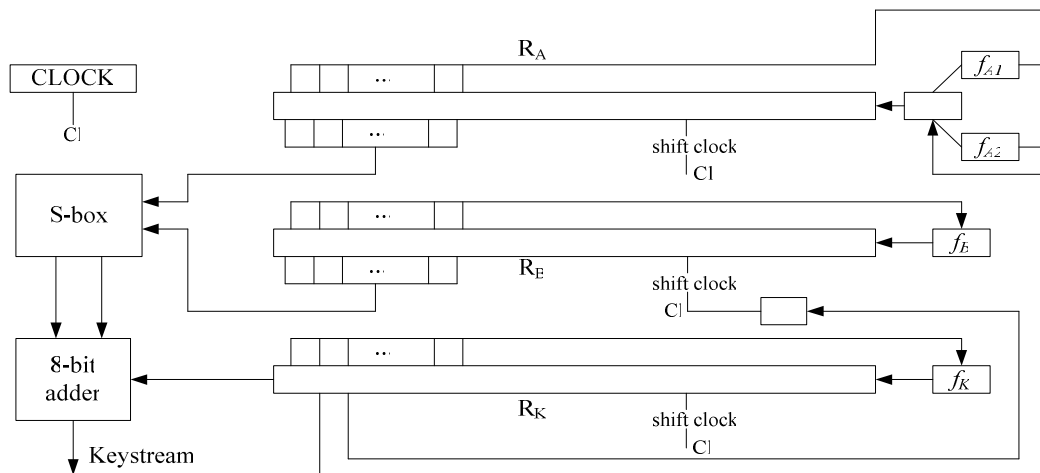 R_A
CLOCK
Cl
...
...
shift clock
Cl
f_A1
f_A2
S-box
...
...
R_E
f_E
shift clock
Cl
8-bit
adder
...
R_K
f_K
shift clock
Cl
Keystream